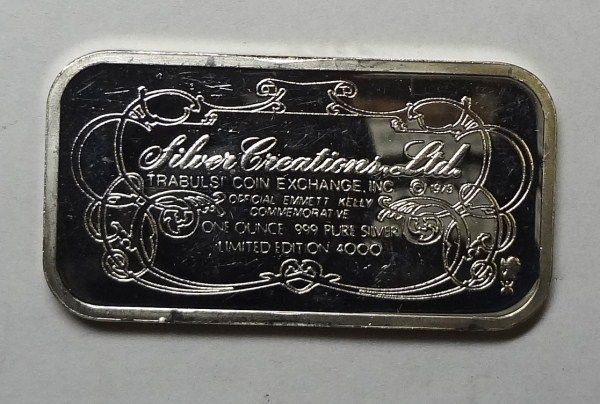 Silver Creations, Ltd.
TRABULSI COIN EXCHANGE, INC. © 1973
OFFICIAL EMMETT KELLY
COMMEMORATIVE
ONE OUNCE .999 PURE SILVER
LIMITED EDITION 4000